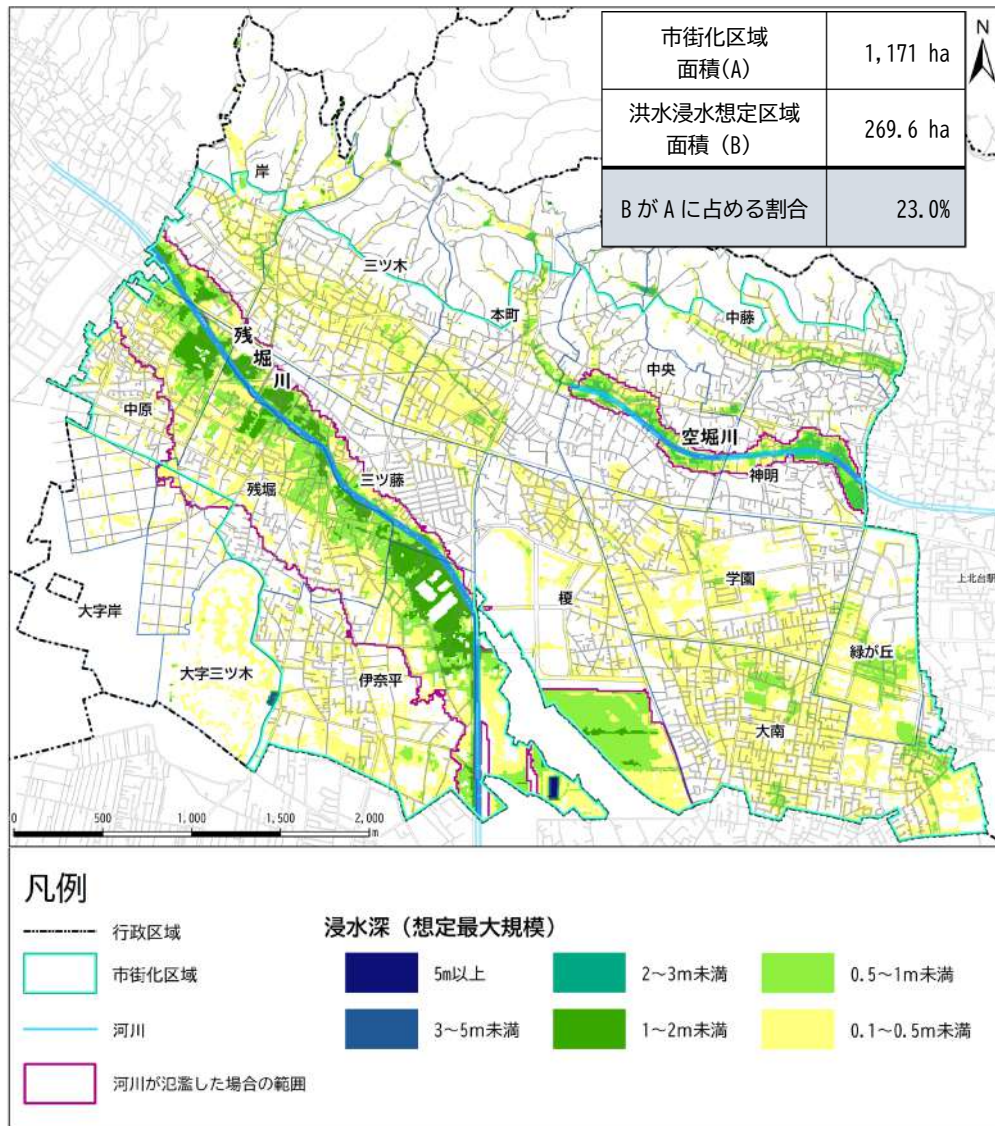 市街化区域
面積(A)
1,171 ha
洪水浸水想定区域
面積 (B)
269.6 ha
B が A に占める割合
23.0%
N
岸
三ツ木
本町
中藤
中央
残堀川
空堀川
中原
神明
三ツ藤
残堀
学園
上北台駅
榎
大字岸
緑が丘
大字三ツ木
伊奈平
大南
0 500 1,000 1,500 2,000
m
凡例
行政区域
市街化区域
河川
河川が氾濫した場合の範囲
浸水深（想定最大規模）
5m以上
2～3m未満
0.5～1m未満
3～5m未満
1～2m未満
0.1～0.5m未満